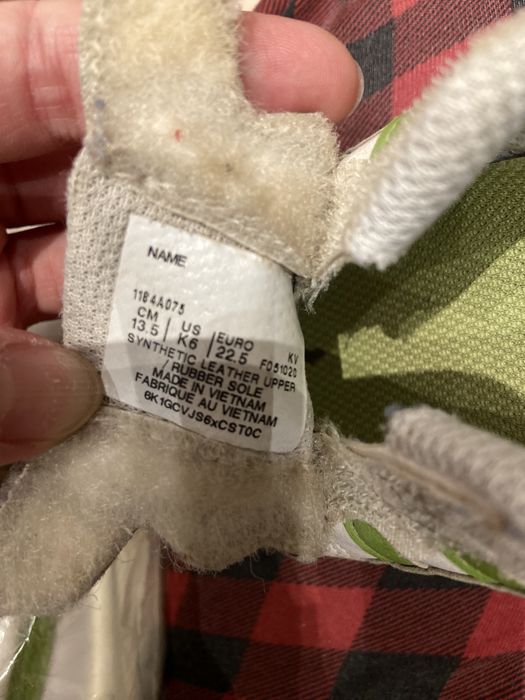 NAME
1184A075
CM | US | EURO KV
13.5 | K6 | 22.5 FD51020
SYNTHETIC LEATHER UPPER
/ RUBBER SOLE
MADE IN VIETNAM
FABRIQUE AU VIETNAM
6K1GCVJS6xCST0C